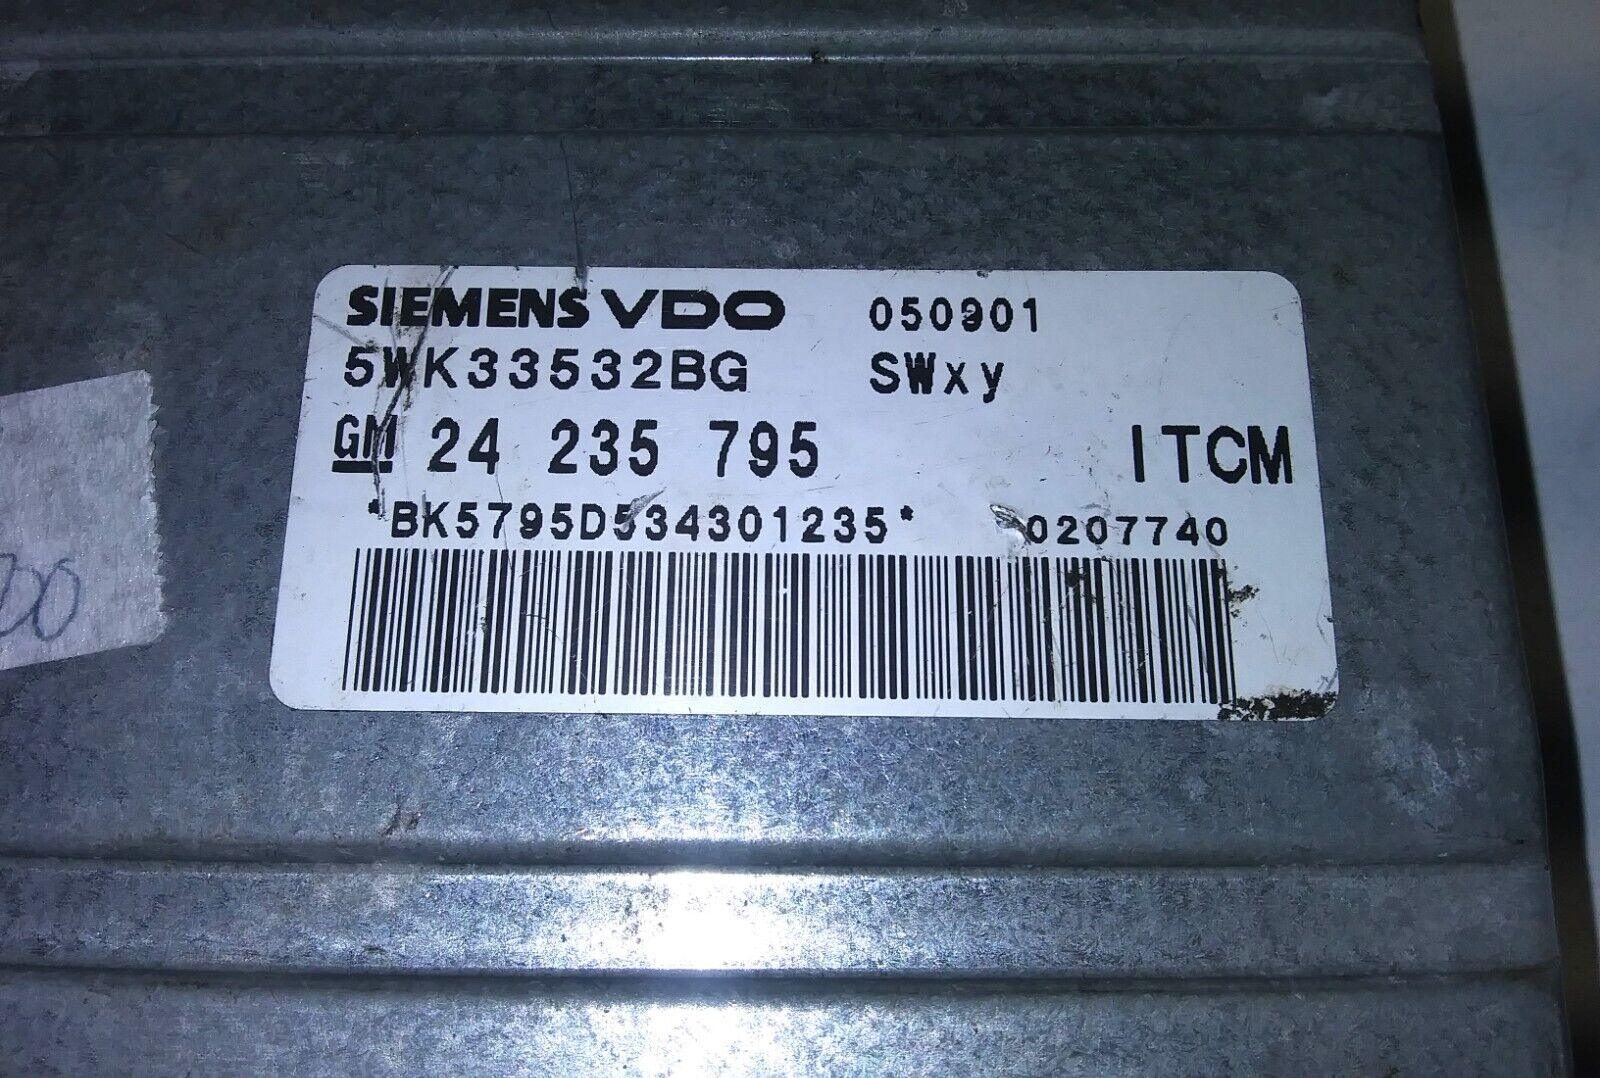 SIEMENS VDO 050901
5WK33532BG SWxy
GM 24 235 795 ITCM
*BK5795D534301235* 0207740